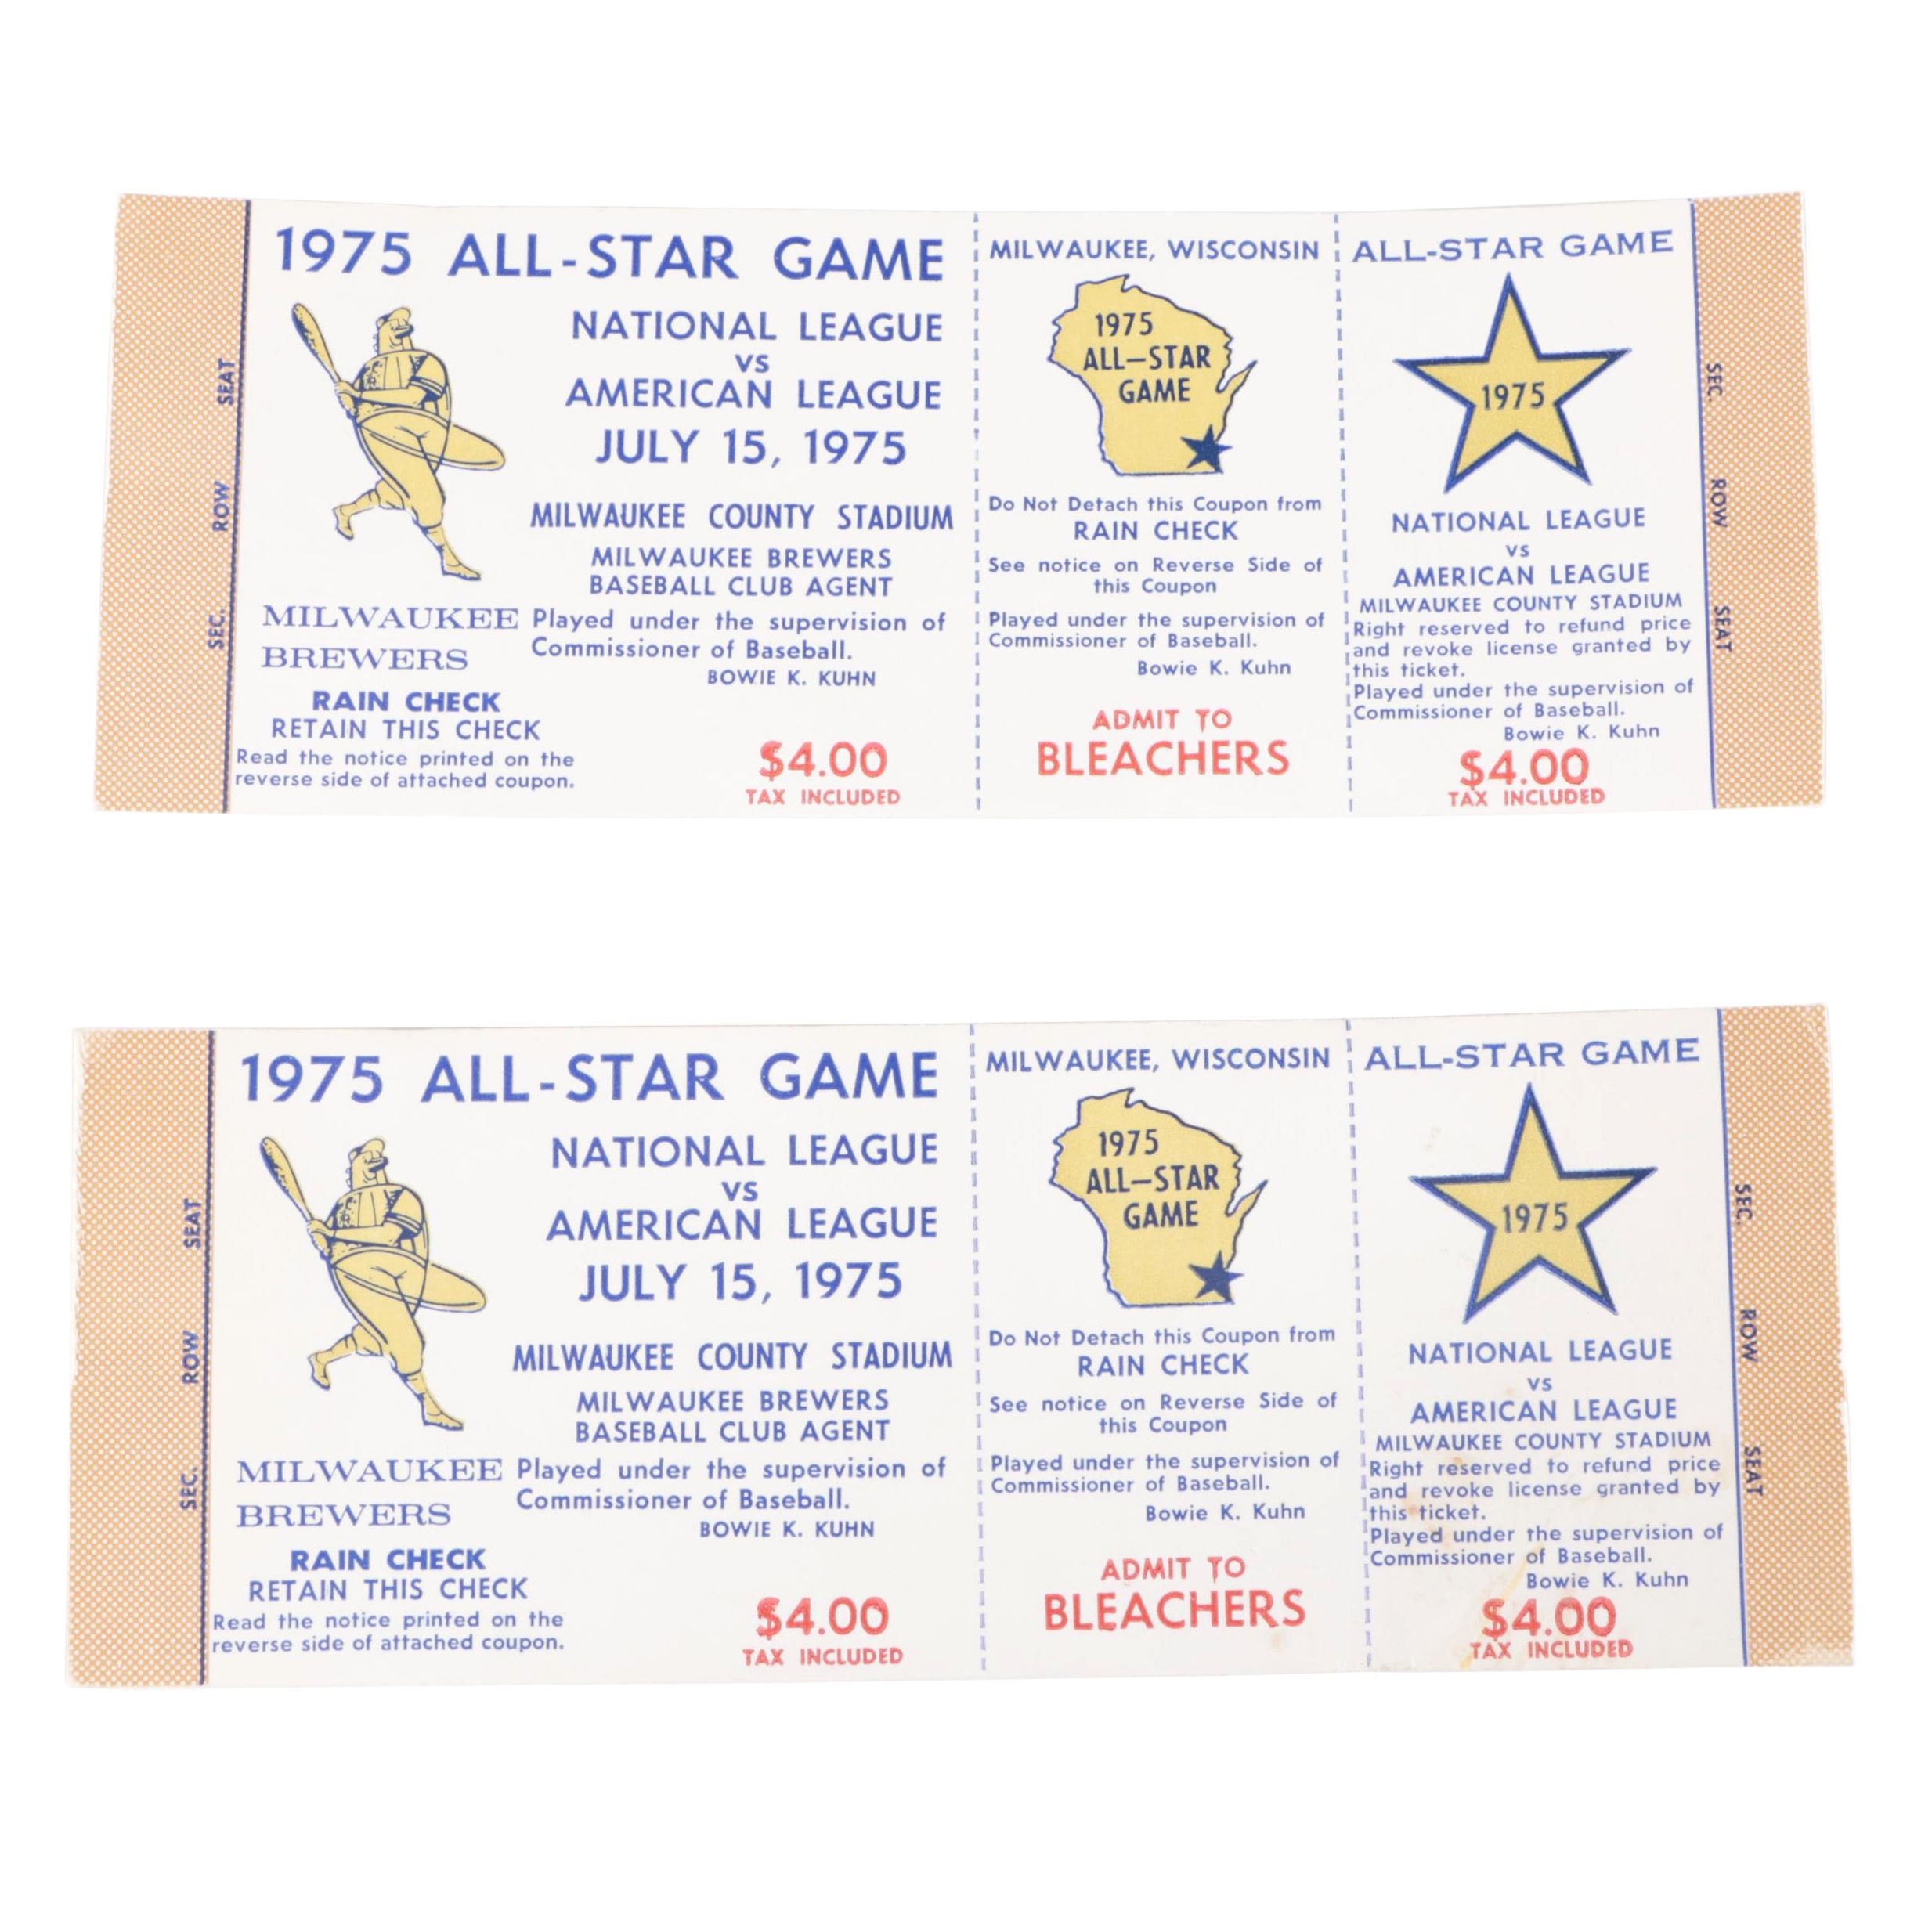 SEAT
ROW
SEC.
1975 ALL-STAR GAME
NATIONAL LEAGUE
VS
AMERICAN LEAGUE
JULY 15, 1975
MILWAUKEE COUNTY STADIUM
MILWAUKEE BREWERS
BASEBALL CLUB AGENT
MILWAUKEE
BREWERS
Played under the supervision of
Commissioner of Baseball.
BOWIE K. KUHN
RAIN CHECK
RETAIN THIS CHECK
Read the notice printed on the
reverse side of attached coupon.
$4.00
TAX INCLUDED
MILWAUKEE, WISCONSIN
1975
ALL-STAR
GAME
Do Not Detach this Coupon from
RAIN CHECK
See notice on Reverse Side of
this Coupon
Played under the supervision of
Commissioner of Baseball.
Bowie K. Kuhn
ADMIT TO
BLEACHERS
ALL-STAR GAME
1975
NATIONAL LEAGUE
VS
AMERICAN LEAGUE
MILWAUKEE COUNTY STADIUM
Right reserved to refund price
and revoke license granted by
this ticket.
Played under the supervision of
Commissioner of Baseball.
Bowie K. Kuhn
$4.00
TAX INCLUDED
SEC.
ROW
SEAT
SEAT
ROW
SEC.
1975 ALL-STAR GAME
NATIONAL LEAGUE
VS
AMERICAN LEAGUE
JULY 15, 1975
MILWAUKEE COUNTY STADIUM
MILWAUKEE BREWERS
BASEBALL CLUB AGENT
MILWAUKEE
BREWERS
Played under the supervision of
Commissioner of Baseball.
BOWIE K. KUHN
RAIN CHECK
RETAIN THIS CHECK
Read the notice printed on the
reverse side of attached coupon.
$4.00
TAX INCLUDED
MILWAUKEE, WISCONSIN
1975
ALL-STAR
GAME
Do Not Detach this Coupon from
RAIN CHECK
See notice on Reverse Side of
this Coupon
Played under the supervision of
Commissioner of Baseball.
Bowie K. Kuhn
ADMIT TO
BLEACHERS
ALL-STAR GAME
1975
NATIONAL LEAGUE
VS
AMERICAN LEAGUE
MILWAUKEE COUNTY STADIUM
Right reserved to refund price
and revoke license granted by
this ticket.
Played under the supervision of
Commissioner of Baseball.
Bowie K. Kuhn
$4.00
TAX INCLUDED
SEC.
ROW
SEAT